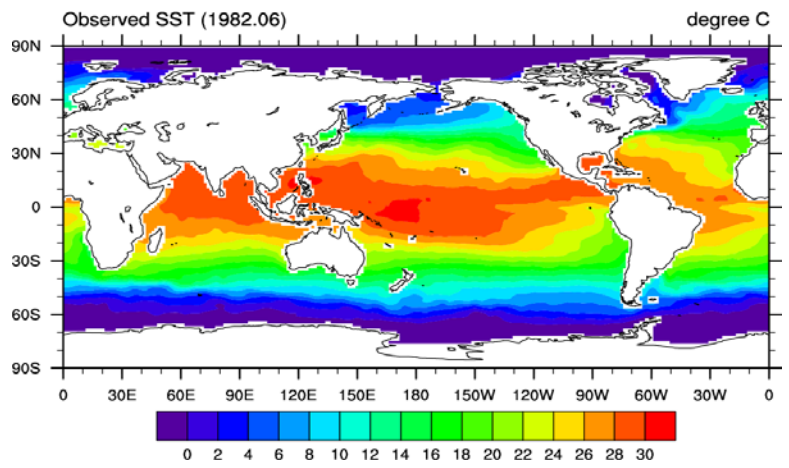 Observed SST (1982.06) degree C
90N
60N
30N
0
30S
60S
90S
0 30E 60E 90E 120E 150E 180 150W 120W 90W 60W 30W 0
0 2 4 6 8 10 12 14 16 18 20 22 24 26 28 30